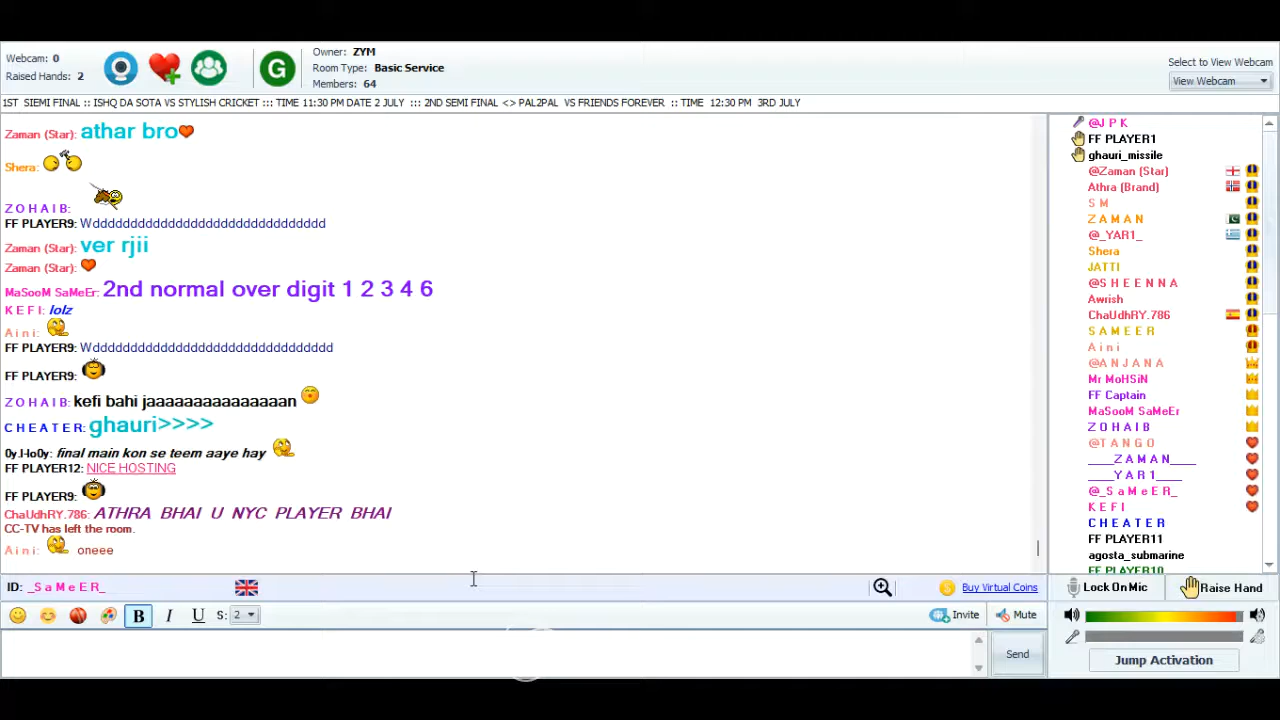 Webcam: 0
Raised Hands: 2
Owner: ZYM
Room Type: Basic Service
Members: 64
Select to View Webcam
View Webcam
1ST SIEMI FINAL :: ISHQ DA SOTA VS STYLISH CRICKET ::: TIME 11:30 PM DATE 2 JULY ::: 2ND SEMI FINAL <> PAL2PAL VS FRIENDS FOREVER :: TIME 12:30 PM 3RD JULY
Zaman (Star): athar bro
Shera:
Z O H A I B:
FF PLAYER9: Wddddddddddddddddddddddddddddddd
Zaman (Star): ver rjii
Zaman (Star):
MaSooM SaMeEr: 2nd normal over digit 1 2 3 4 6
K E F I: lolz
A i n i:
FF PLAYER9: Wdddddddddddddddddddddddddddddddd
FF PLAYER9:
Z O H A I B: kefi bahi jaaaaaaaaaaaaaaaan
C H E A T E R: ghauri>>>>
0y.l-lo0y: final main kon se teem aaye hay
FF PLAYER12: NICE HOSTING
FF PLAYER9:
ChaUdhRY.786: ATHRA BHAI U NYC PLAYER BHAI
CC-TV has left the room.
A i n i: oneee
@J P K
FF PLAYER1
ghauri_missile
@Zaman (Star)
Athra (Brand)
S M
Z A M A N
@_YAR1_
Shera
JATTI
@S H E E N N A
Awrish
ChaUdhRY.786
S A M E E R
A i n i
@A N J A N A
Mr MoHSiN
FF Captain
MaSooM SaMeEr
Z O H A I B
@T A N G O
____Z A M A N____
____Y A R 1____
@_S a M e E R_
K E F I
C H E A T E R
FF PLAYER11
agosta_submarine
FF PLAYER10
ID: _S a M e E R_
Buy Virtual Coins
Lock On Mic
Raise Hand
B I U S: 2
Invite
Mute
Send
Jump Activation
G